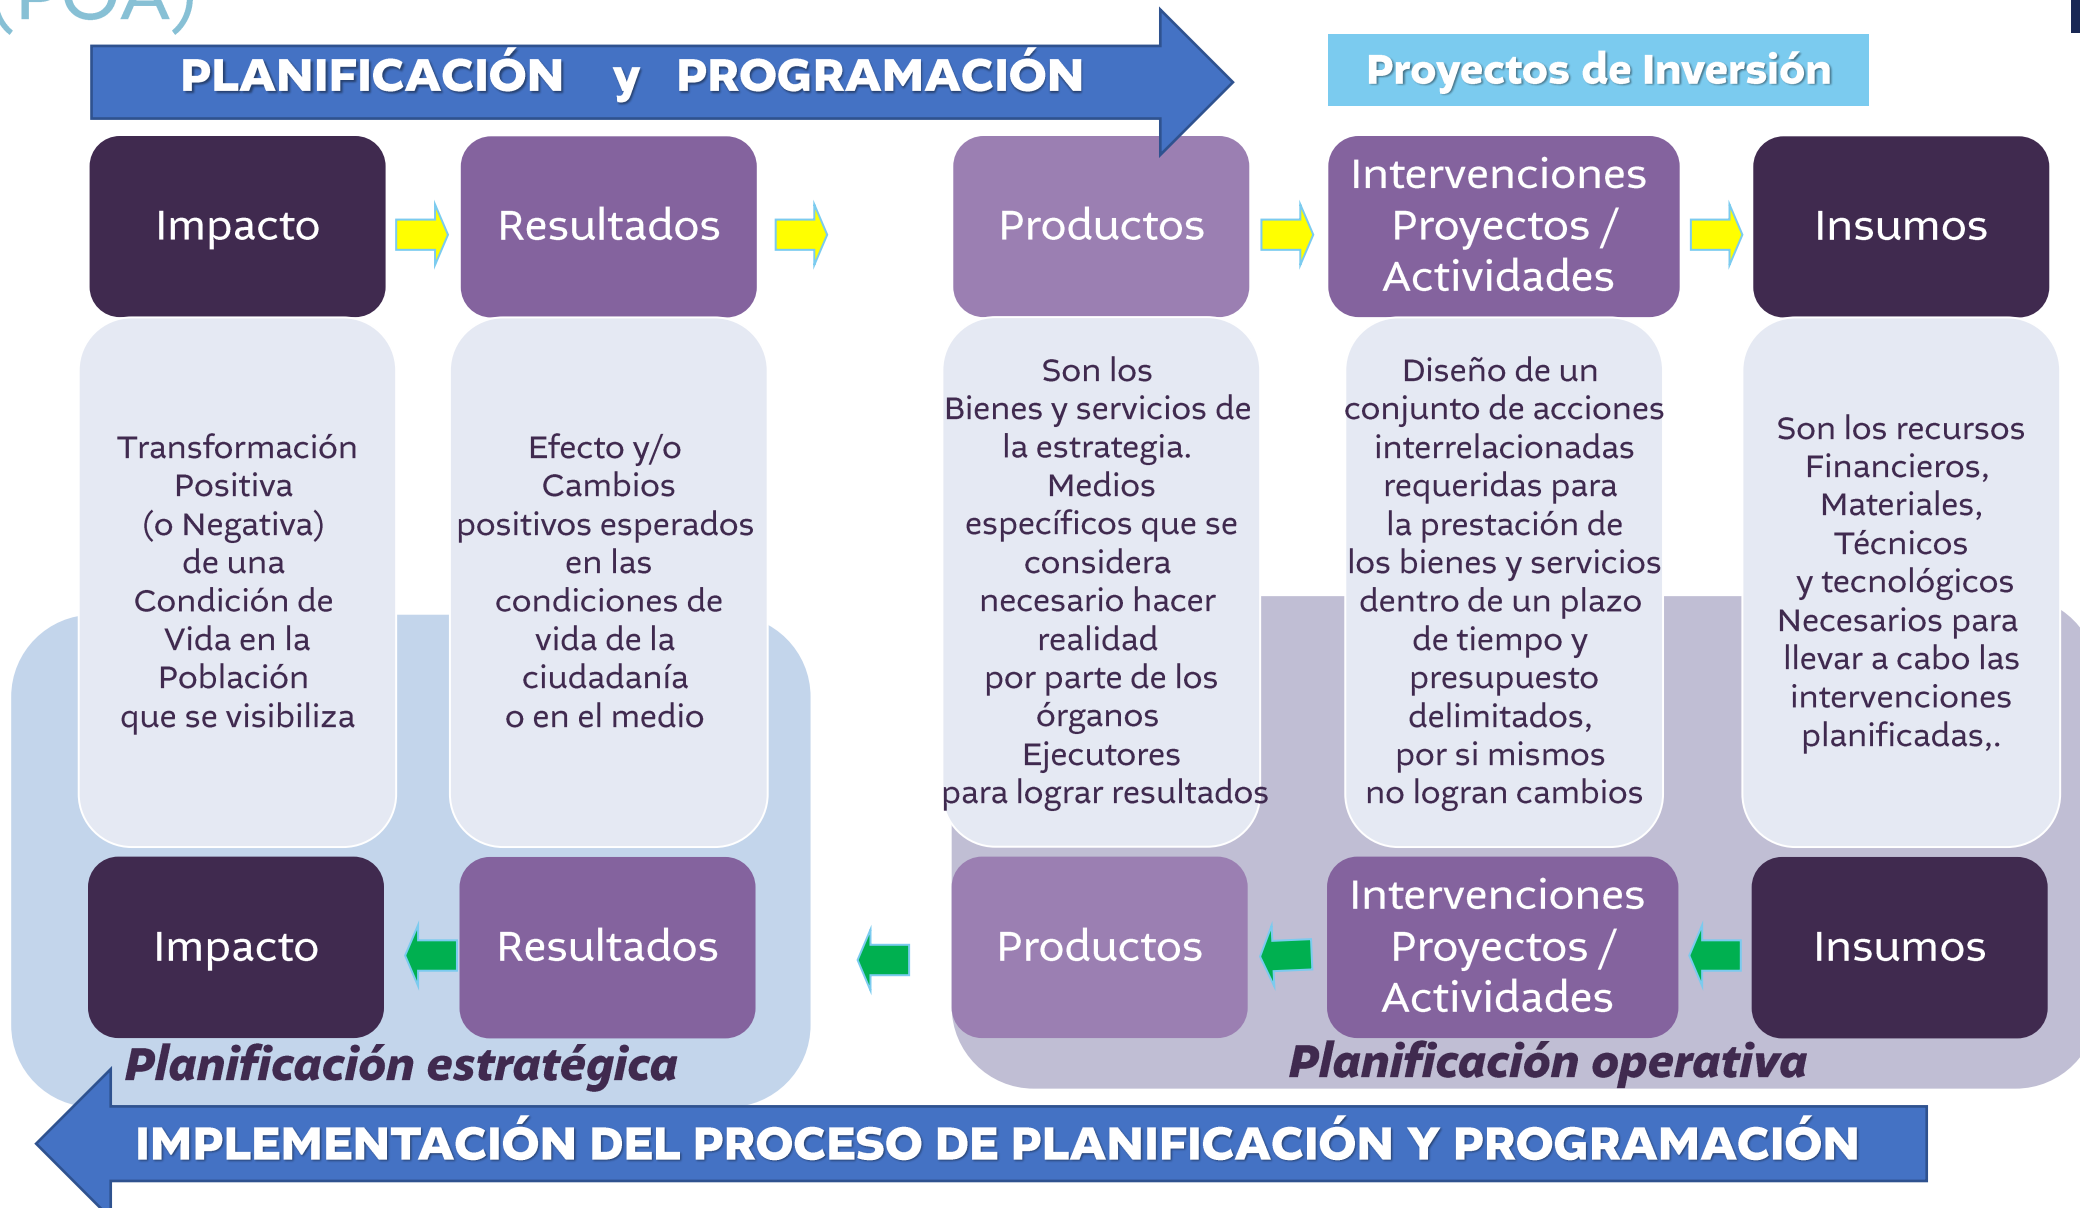 (POA)
PLANIFICACIÓN y PROGRAMACIÓN
Proyectos de Inversión
Impacto
Resultados
Productos
Intervenciones
Proyectos /
Actividades
Insumos
Transformación
Positiva
(o Negativa)
de una
Condición de
Vida en la
Población
que se visibiliza
Efecto y/o
Cambios
positivos esperados
en las
condiciones de
vida de la
ciudadanía
o en el medio
Son los
Bienes y servicios de
la estrategia.
Medios
específicos que se
considera
necesario hacer
realidad
por parte de los
órganos
Ejecutores
para lograr resultados
Diseño de un
conjunto de acciones
interrelacionadas
requeridas para
la prestación de
los bienes y servicios
dentro de un plazo
de tiempo y
presupuesto
delimitados,
por si mismos
no logran cambios
Son los recursos
Financieros,
Materiales,
Técnicos
y tecnológicos
Necesarios para
llevar a cabo las
intervenciones
planificadas,.
Impacto
Resultados
Productos
Intervenciones
Proyectos /
Actividades
Insumos
Planificación estratégica
Planificación operativa
IMPLEMENTACIÓN DEL PROCESO DE PLANIFICACIÓN Y PROGRAMACIÓN